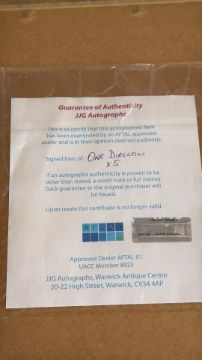 Guarantee of Authenticity
JJG Autographs
This is to certify that this autographed item
has been examined by an AFTAL approved
dealer and is in their opinion deemed authentic.
Signed item of: ONE DIRECTION
x 5
If an autographs authenticity is proven to be
other than stated, a credit note or full money
back guarantee to the original purchaser will
be issued.
Upon resale this certificate is no longer valid.
AFTAL
Approved Dealer AFTAL 61
UACC Member 8023
JJG Autographs, Warwick Antique Centre
20-22 High Street, Warwick, CV34 4AP